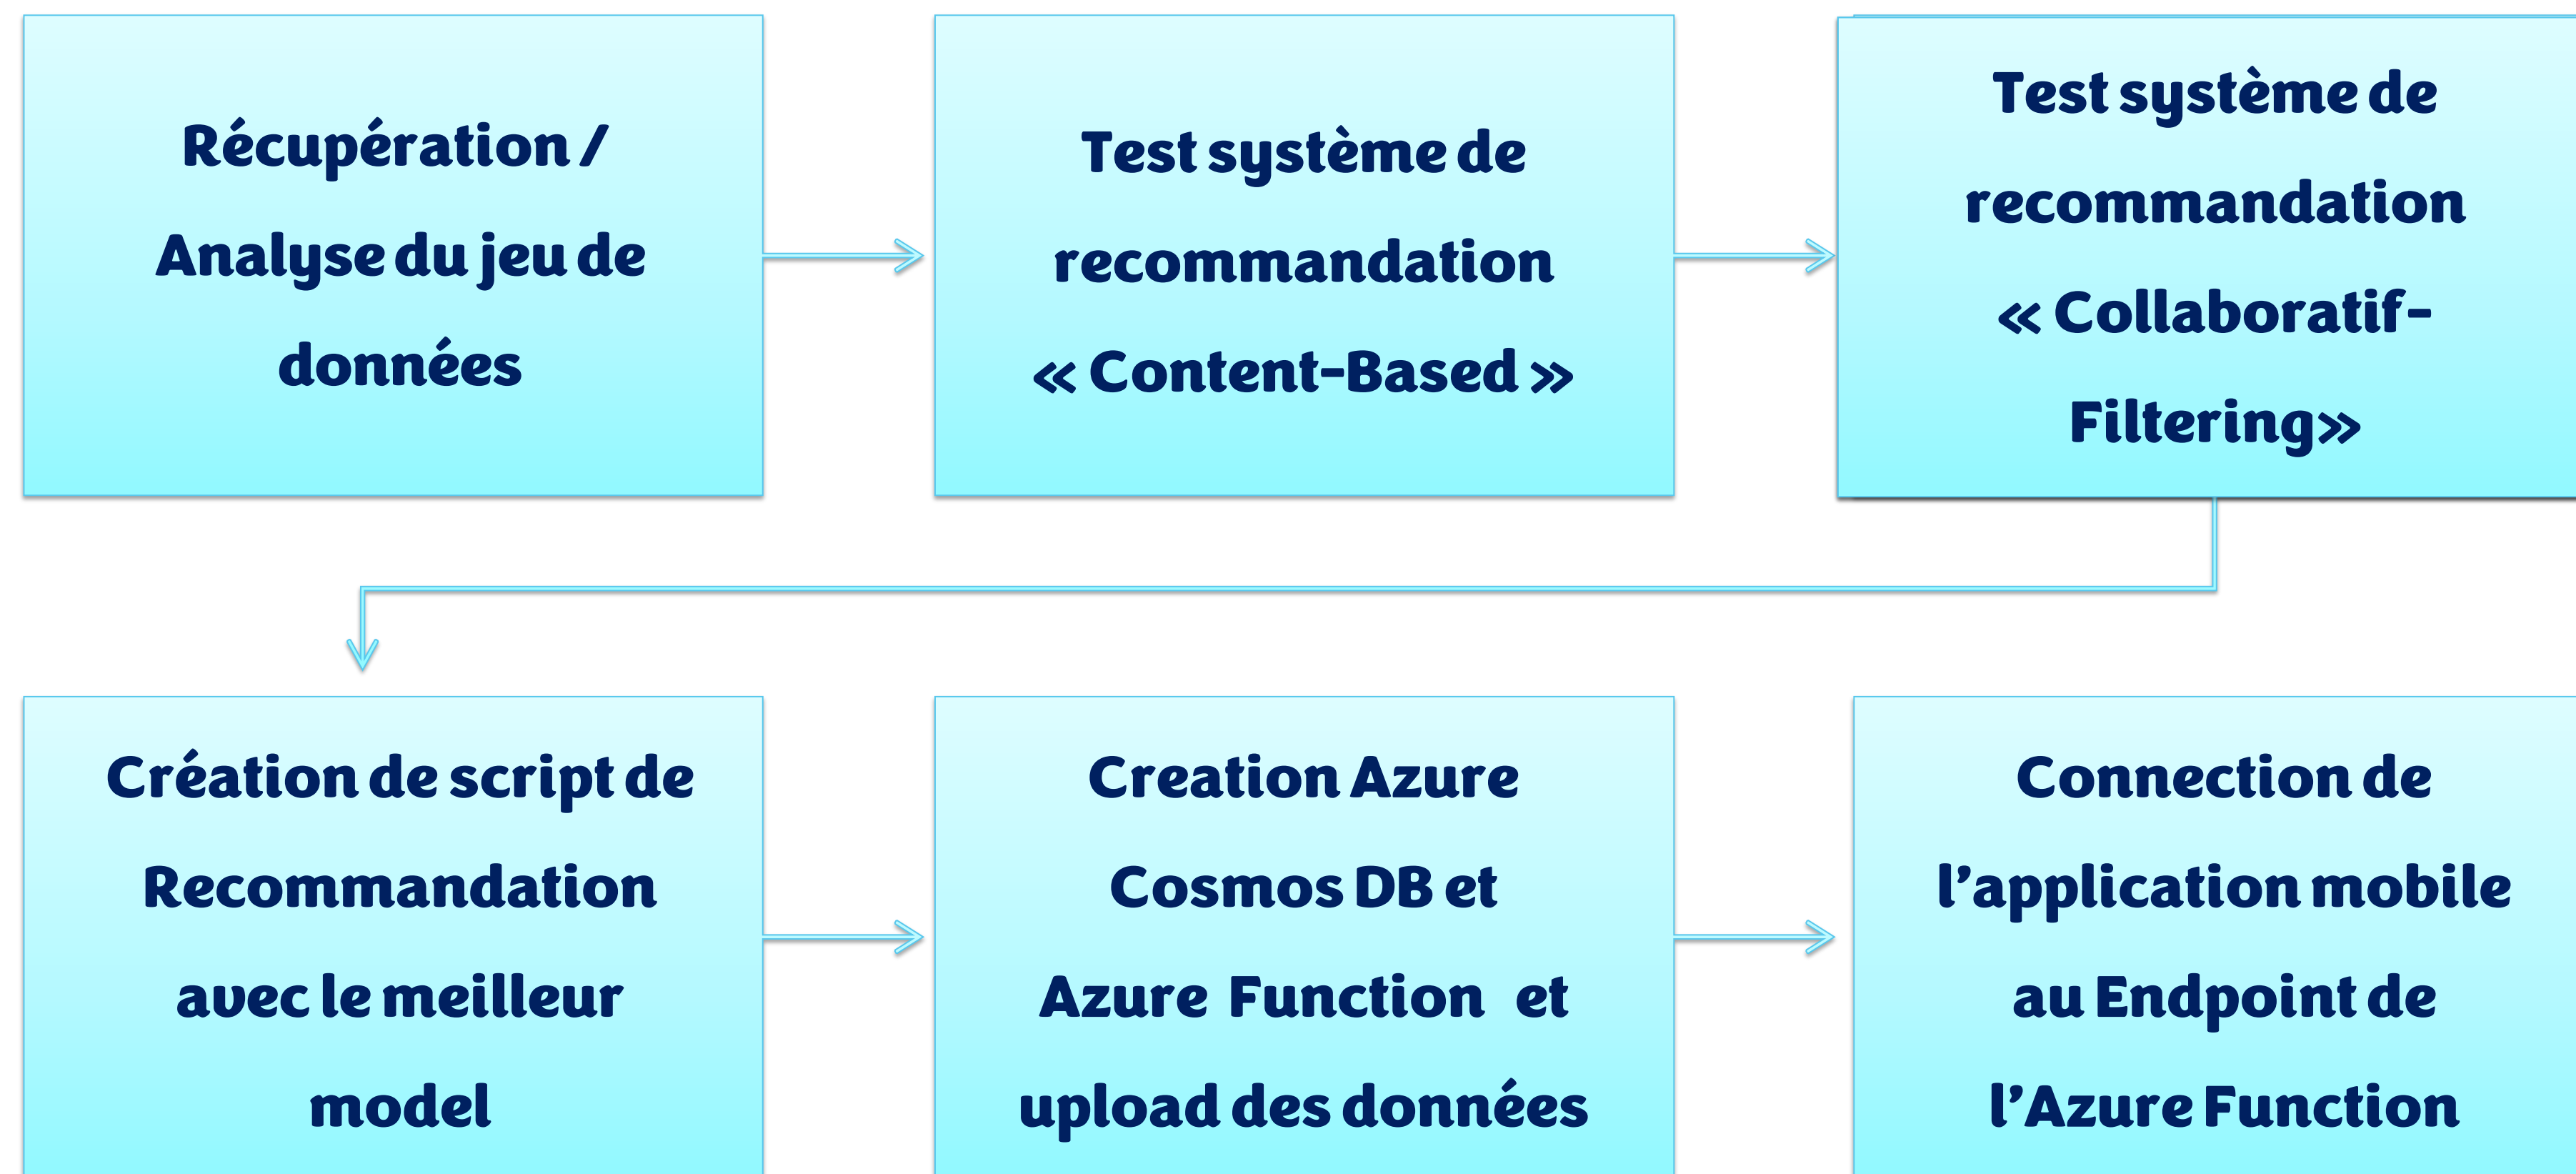 Récupération /
Analyse du jeu de
données
Test système de
recommandation
« Content-Based »
Test système de
recommandation
« Collaboratif-
Filtering»
Création de script de
Recommandation
avec le meilleur
model
Creation Azure
Cosmos DB et
Azure Function et
upload des données
Connection de
l’application mobile
au Endpoint de
l’Azure Function